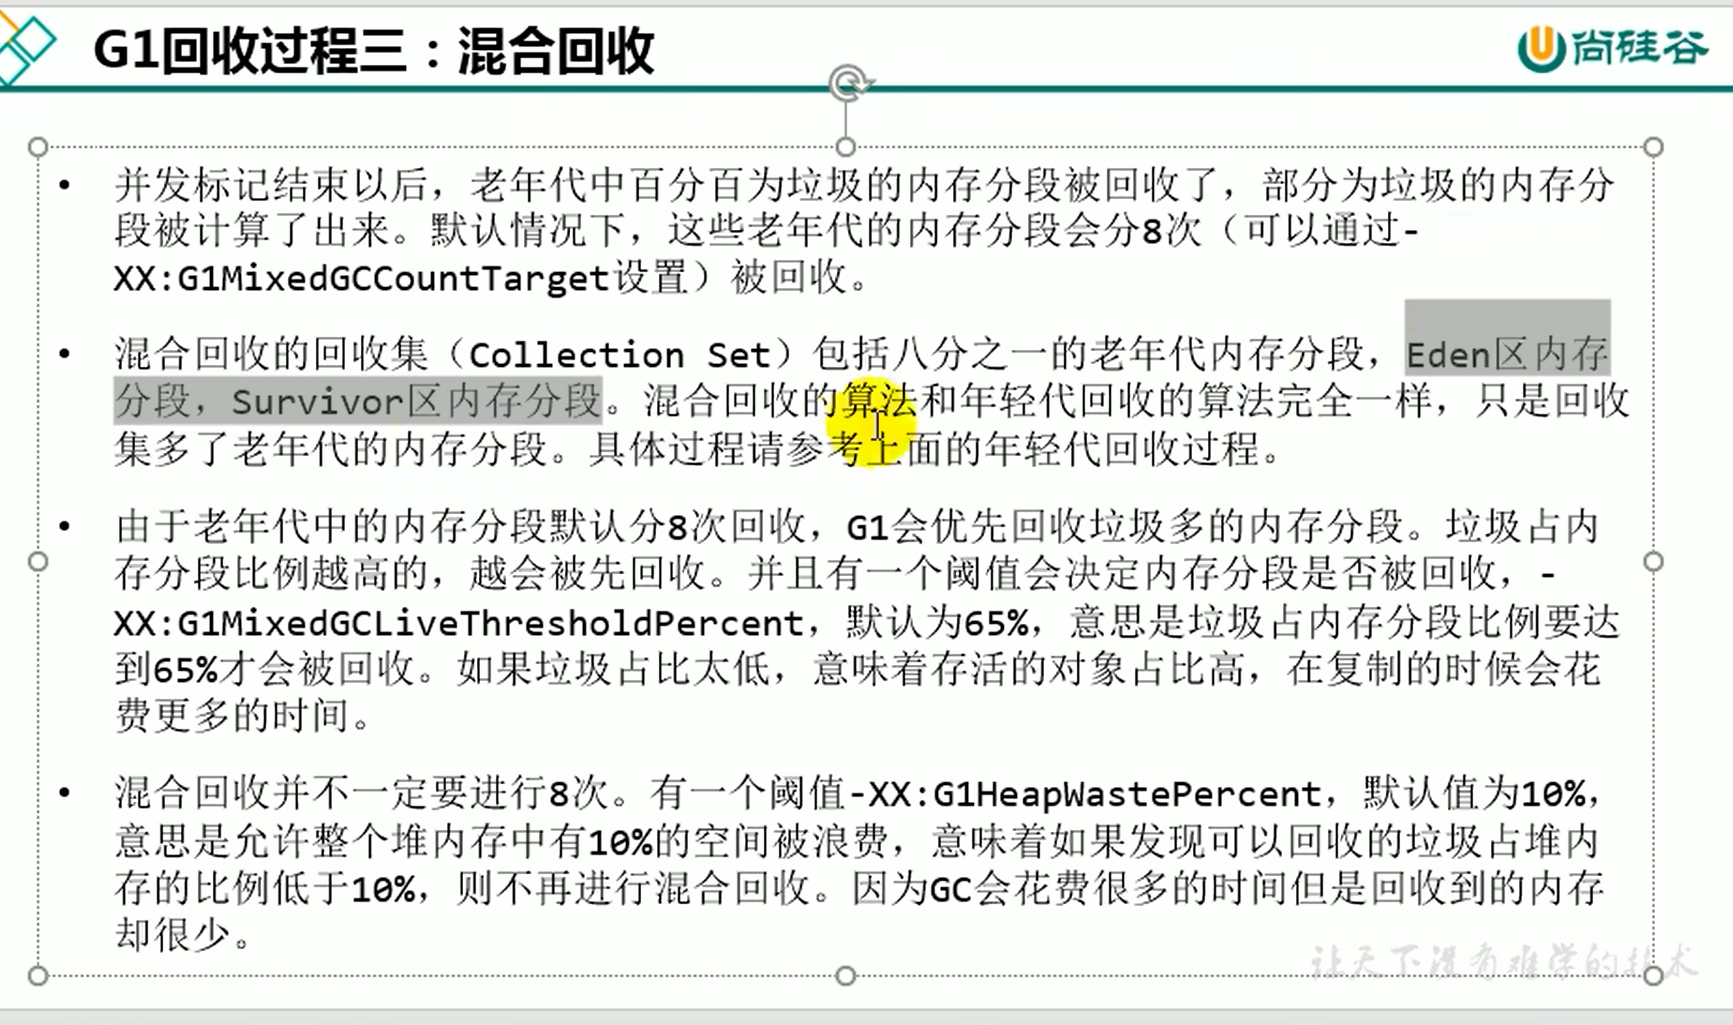 G1回收过程三：混合回收
尚硅谷
• 并发标记结束以后，老年代中百分百为垃圾的内存分段被回收了，部分为垃圾的内存分
段被计算了出来。默认情况下，这些老年代的内存分段会分8次（可以通过-
XX:G1MixedGCCountTarget设置）被回收。
• 混合回收的回收集（Collection Set）包括八分之一的老年代内存分段，Eden区内存
分段，Survivor区内存分段。混合回收的算法和年轻代回收的算法完全一样，只是回收
集多了老年代的内存分段。具体过程请参考上面的年轻代回收过程。
• 由于老年代中的内存分段默认分8次回收，G1会优先回收垃圾多的内存分段。垃圾占内
存分段比例越高的，越会被先回收。并且有一个阈值会决定内存分段是否被回收，-
XX:G1MixedGCLiveThresholdPercent，默认为65%，意思是垃圾占内存分段比例要达
到65%才会被回收。如果垃圾占比太低，意味着存活的对象占比高，在复制的时候会花
费更多的时间。
• 混合回收并不一定要进行8次。有一个阈值-XX:G1HeapWastePercent，默认值为10%，
意思是允许整个堆内存中有10%的空间被浪费，意味着如果发现可以回收的垃圾占堆内
存的比例低于10%，则不再进行混合回收。因为GC会花费很多的时间但是回收到的内存
却很少。
让天下没有难学的技术